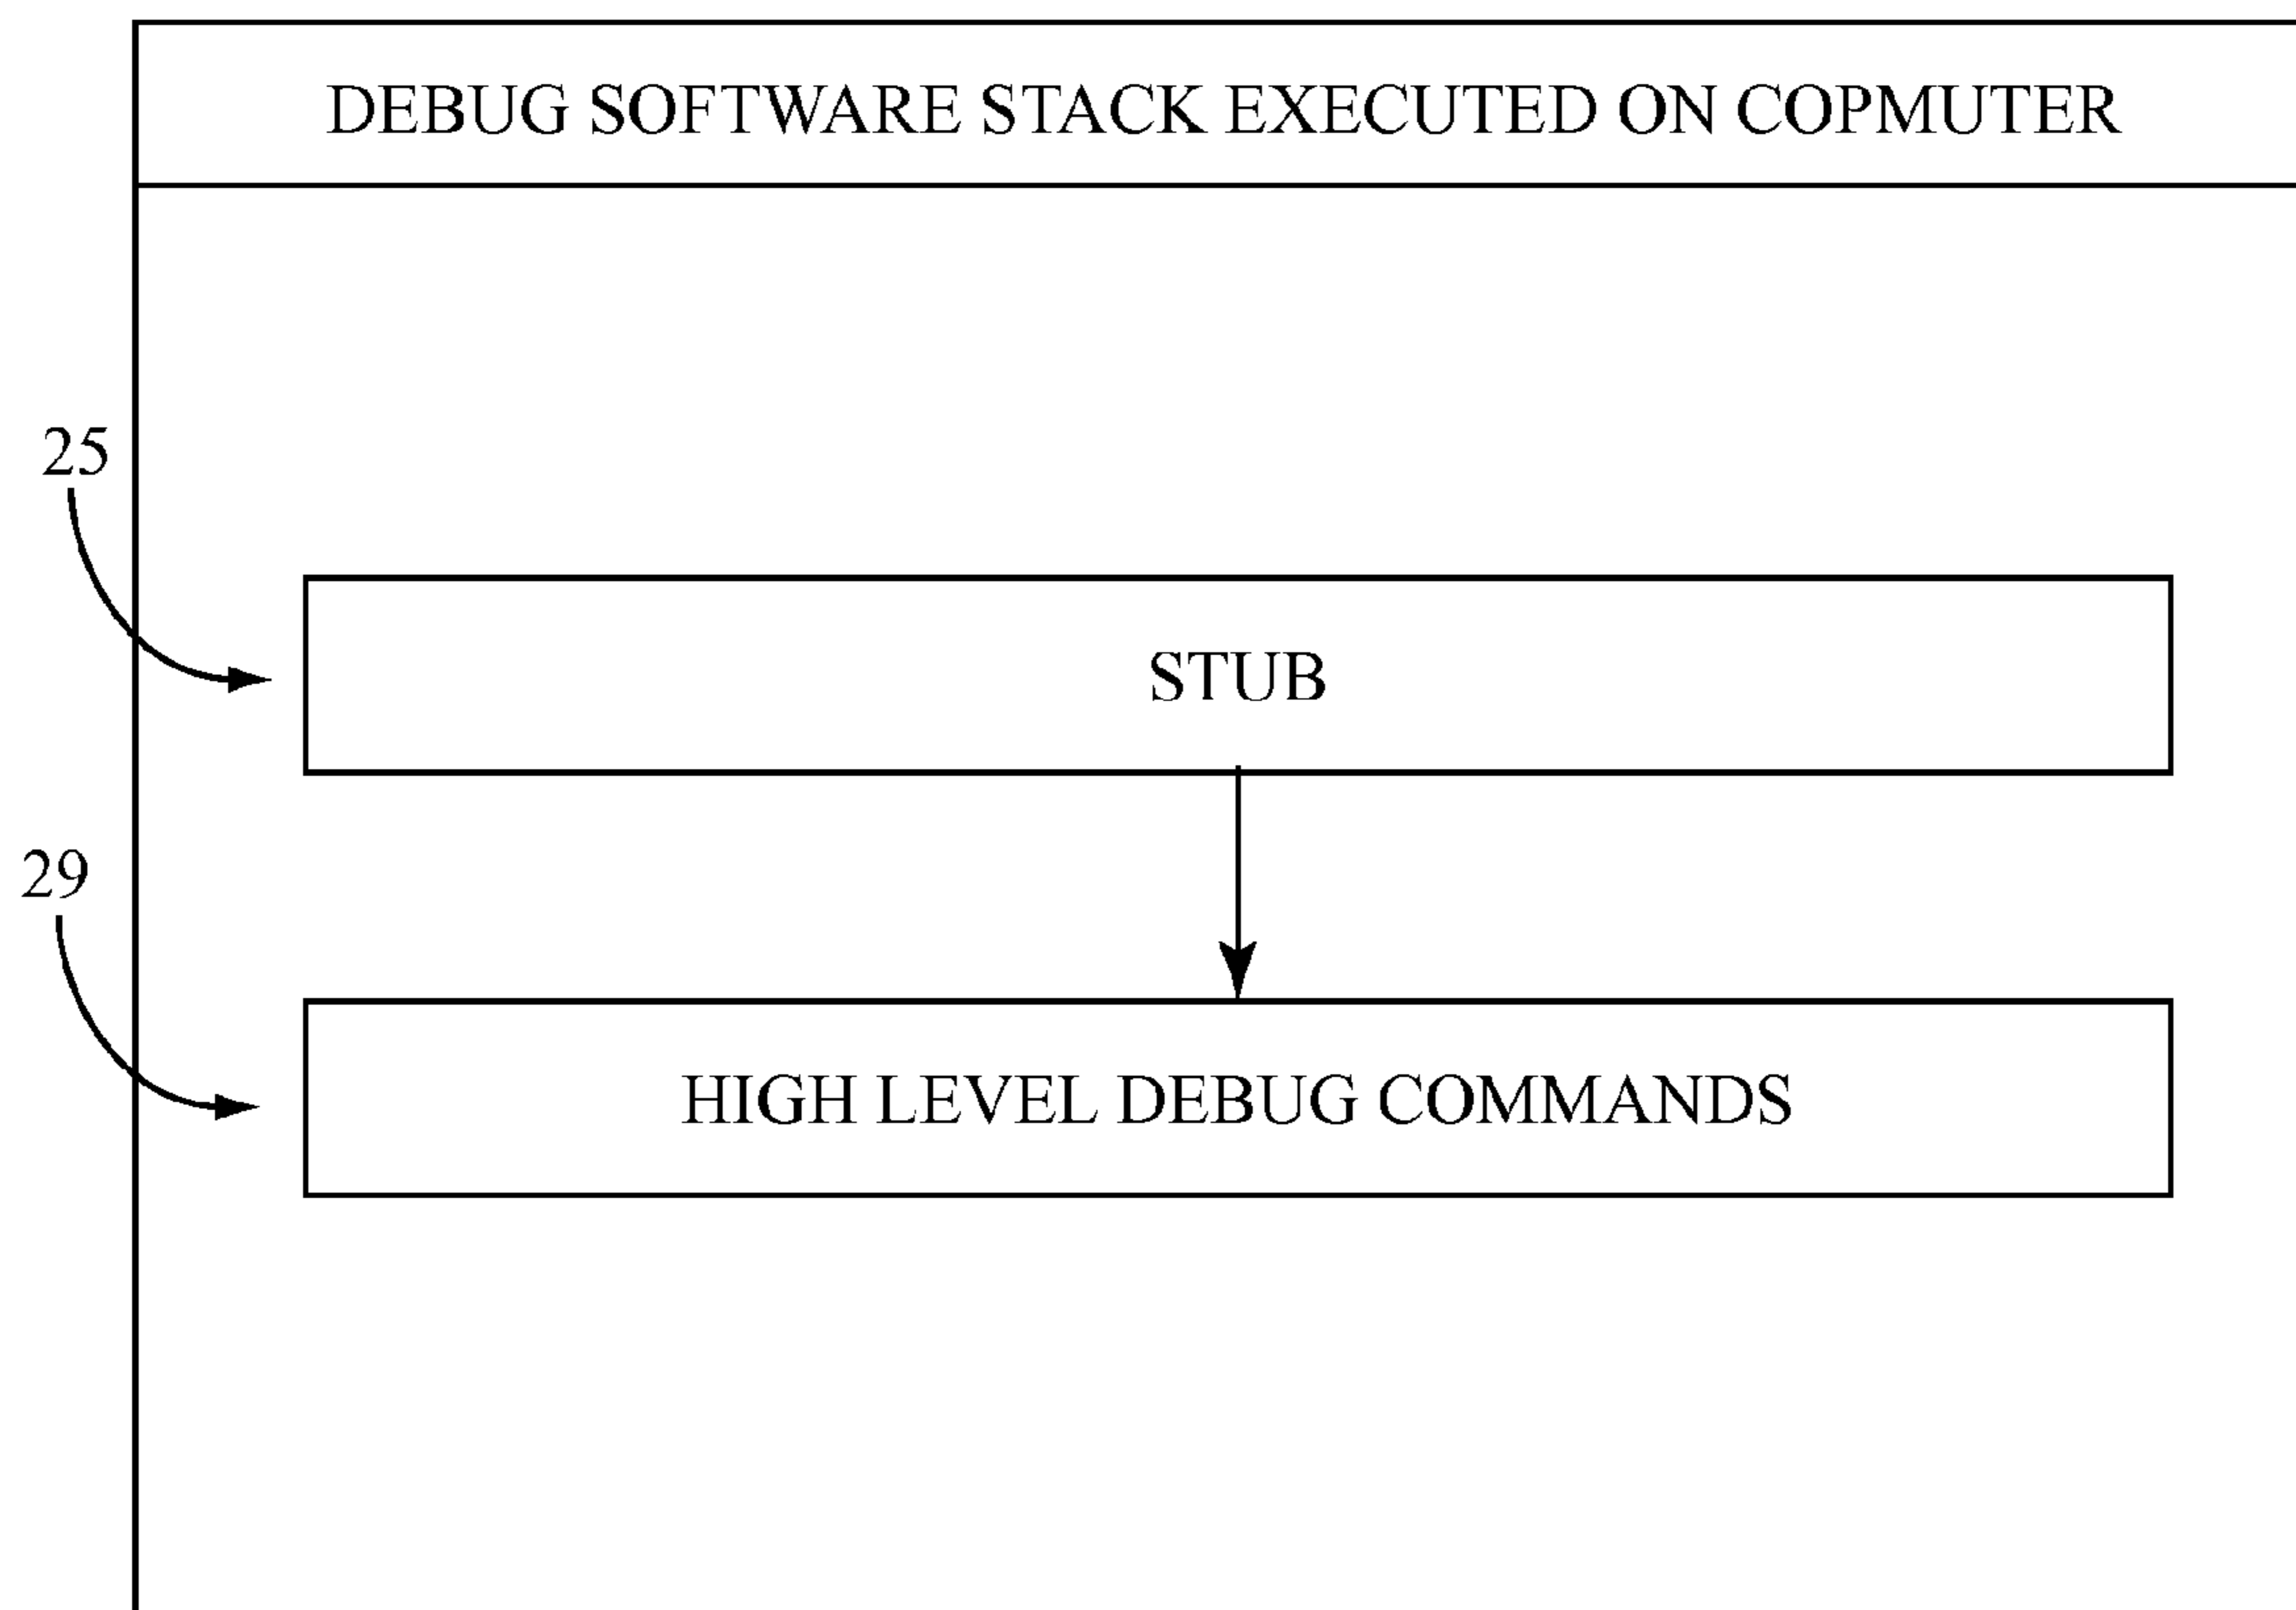 DEBUG SOFTWARE STACK EXECUTED ON COPMUTER
25
STUB
29
HIGH LEVEL DEBUG COMMANDS